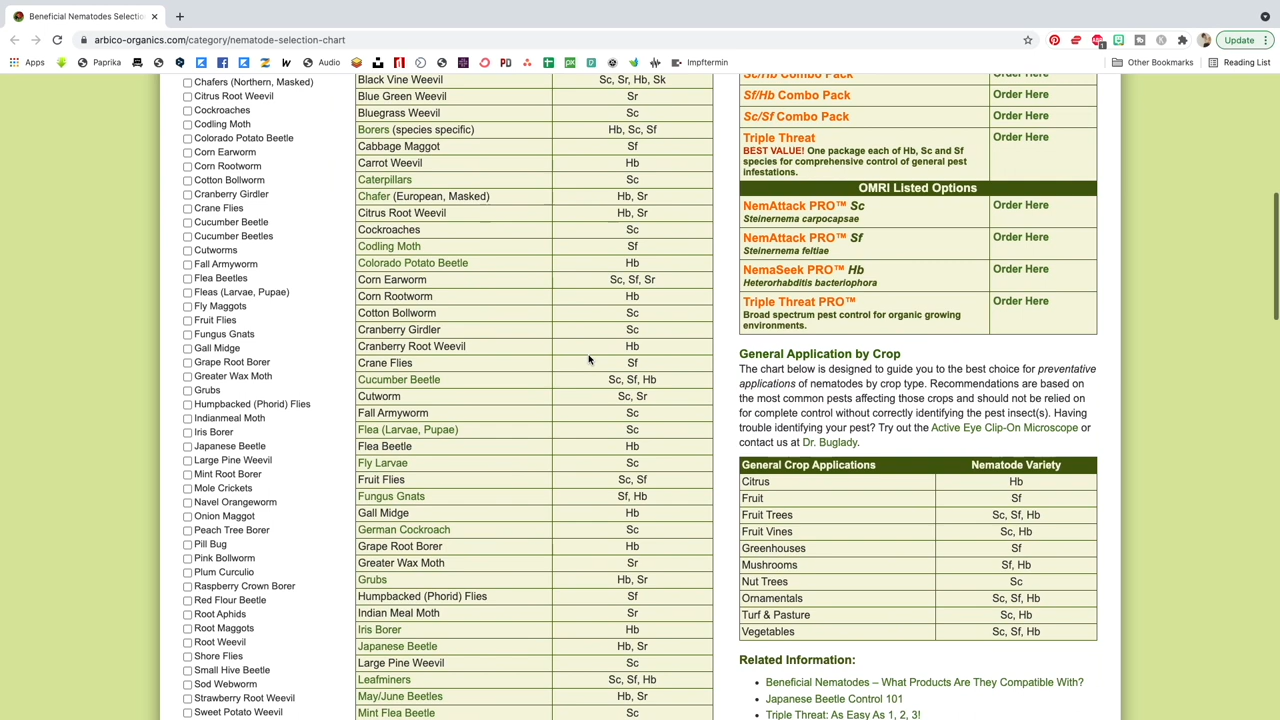 Beneficial Nematodes Selectio
arbico-organics.com/category/nematode-selection-chart
1
Update
Apps
Paprika
Audio
Impftermin
Other Bookmarks
Reading List
Chafers (Northern, Masked)
Citrus Root Weevil
Cockroaches
Codling Moth
Colorado Potato Beetle
Corn Earworm
Corn Rootworm
Cotton Bollworm
Cranberry Girdler
Crane Flies
Cucumber Beetle
Cucumber Beetles
Cutworms
Fall Armyworm
Flea Beetles
Fleas (Larvae, Pupae)
Fly Maggots
Fruit Flies
Fungus Gnats
Gall Midge
Grape Root Borer
Greater Wax Moth
Grubs
Humpbacked (Phorid) Flies
Indianmeal Moth
Iris Borer
Japanese Beetle
Large Pine Weevil
Mint Root Borer
Mole Crickets
Navel Orangeworm
Onion Maggot
Peach Tree Borer
Pill Bug
Pink Bollworm
Plum Curculio
Raspberry Crown Borer
Red Flour Beetle
Root Aphids
Root Maggots
Root Weevil
Shore Flies
Small Hive Beetle
Sod Webworm
Strawberry Root Weevil
Sweet Potato Weevil
Black Vine Weevil Sc, Sr, Hb, Sk
Blue Green Weevil Sr
Bluegrass Weevil Sc
Borers (species specific) Hb, Sc, Sf
Cabbage Maggot Sf
Carrot Weevil Hb
Caterpillars Sc
Chafer (European, Masked) Hb, Sr
Citrus Root Weevil Hb, Sr
Cockroaches Sc
Codling Moth Sf
Colorado Potato Beetle Hb
Corn Earworm Sc, Sf, Sr
Corn Rootworm Hb
Cotton Bollworm Sc
Cranberry Girdler Sc
Cranberry Root Weevil Hb
Crane Flies Sf
Cucumber Beetle Sc, Sf, Hb
Cutworm Sc, Sr
Fall Armyworm Sc
Flea (Larvae, Pupae) Sc
Flea Beetle Hb
Fly Larvae Sc
Fruit Flies Sc, Sf
Fungus Gnats Sf, Hb
Gall Midge Hb
German Cockroach Sc
Grape Root Borer Hb
Greater Wax Moth Sr
Grubs Hb, Sr
Humpbacked (Phorid) Flies Sf
Indian Meal Moth Sr
Iris Borer Hb
Japanese Beetle Hb, Sr
Large Pine Weevil Sc
Leafminers Sc, Sf, Hb
May/June Beetles Hb, Sr
Mint Flea Beetle Sc
Sc/Hb Combo Pack Order Here
Sf/Hb Combo Pack Order Here
Sc/Sf Combo Pack Order Here
Triple Threat Order Here
BEST VALUE! One package each of Hb, Sc and Sf
species for comprehensive control of general pest
infestations.
OMRI Listed Options
NemAttack PRO™ Sc Order Here
Steinernema carpocapsae
NemAttack PRO™ Sf Order Here
Steinernema feltiae
NemaSeek PRO™ Hb Order Here
Heterorhabditis bacteriophora
Triple Threat PRO™ Order Here
Broad spectrum pest control for organic growing
environments.
General Application by Crop
The chart below is designed to guide you to the best choice for preventative
applications of nematodes by crop type. Recommendations are based on
the most common pests affecting those crops and should not be relied on
for complete control without correctly identifying the pest insect(s). Having
trouble identifying your pest? Try out the Active Eye Clip-On Microscope or
contact us at Dr. Buglady.
General Crop Applications Nematode Variety
Citrus Hb
Fruit Sf
Fruit Trees Sc, Sf, Hb
Fruit Vines Sc, Hb
Greenhouses Sf
Mushrooms Sf, Hb
Nut Trees Sc
Ornamentals Sc, Sf, Hb
Turf & Pasture Sc, Hb
Vegetables Sc, Sf, Hb
Related Information:
Beneficial Nematodes – What Products Are They Compatible With?
Japanese Beetle Control 101
Triple Threat: As Easy As 1, 2, 3!